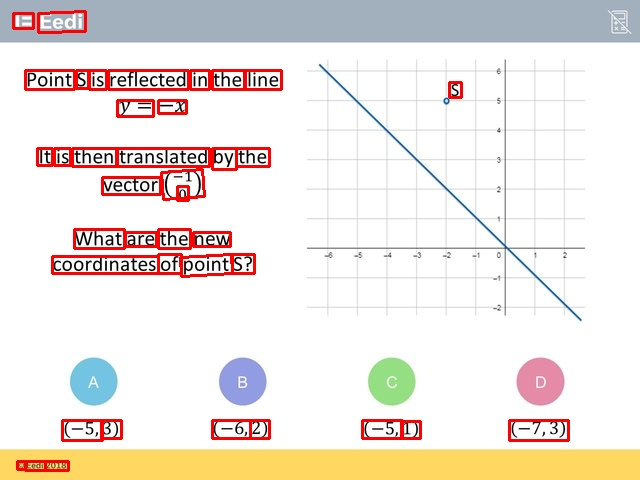 Eedi
Point S is reflected in the line
y = −x
It is then translated by the
vector (−1
0)
What are the new
coordinates of point S?
S
6
5
4
3
2
1
−6 −5 −4 −3 −2 −1 0 1 2
−1
−2
A B C D
(−5, 3) (−6, 2) (−5, 1) (−7, 3)
© Eedi 2018